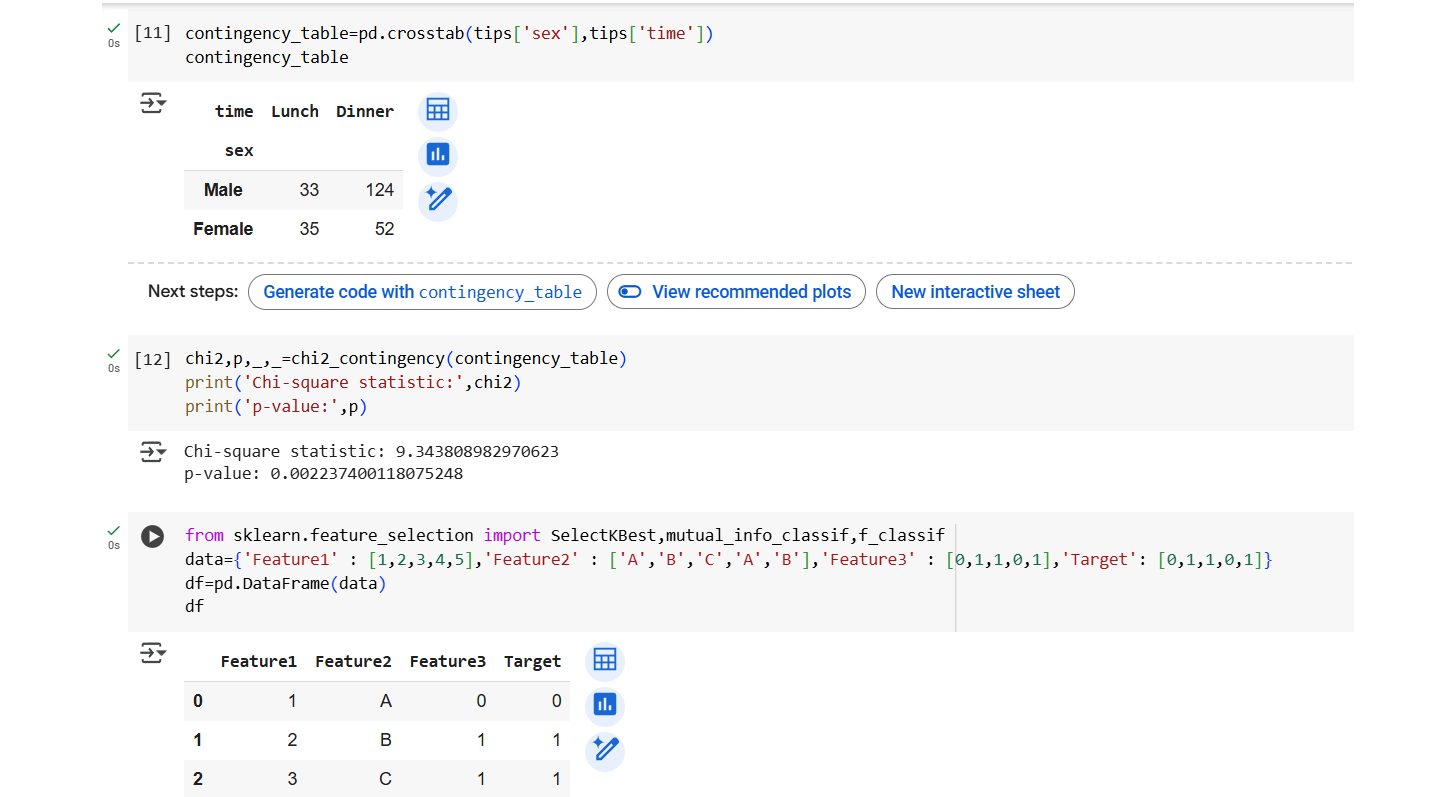 [11] contingency_table=pd.crosstab(tips['sex'],tips['time'])
contingency_table
0s
time Lunch Dinner
sex
Male 33 124
Female 35 52
Next steps: Generate code with contingency_table View recommended plots New interactive sheet
[12] chi2,p,_,_=chi2_contingency(contingency_table)
0s
print('Chi-square statistic:',chi2)
print('p-value:',p)
Chi-square statistic: 9.343808982970623
p-value: 0.002237400118075248
from sklearn.feature_selection import SelectKBest,mutual_info_classif,f_classif
0s
data={'Feature1' : [1,2,3,4,5],'Feature2' : ['A','B','C','A','B'],'Feature3' : [0,1,1,0,1],'Target': [0,1,1,0,1]}
df=pd.DataFrame(data)
df
Feature1 Feature2 Feature3 Target
0 1 A 0 0
1 2 B 1 1
2 3 C 1 1